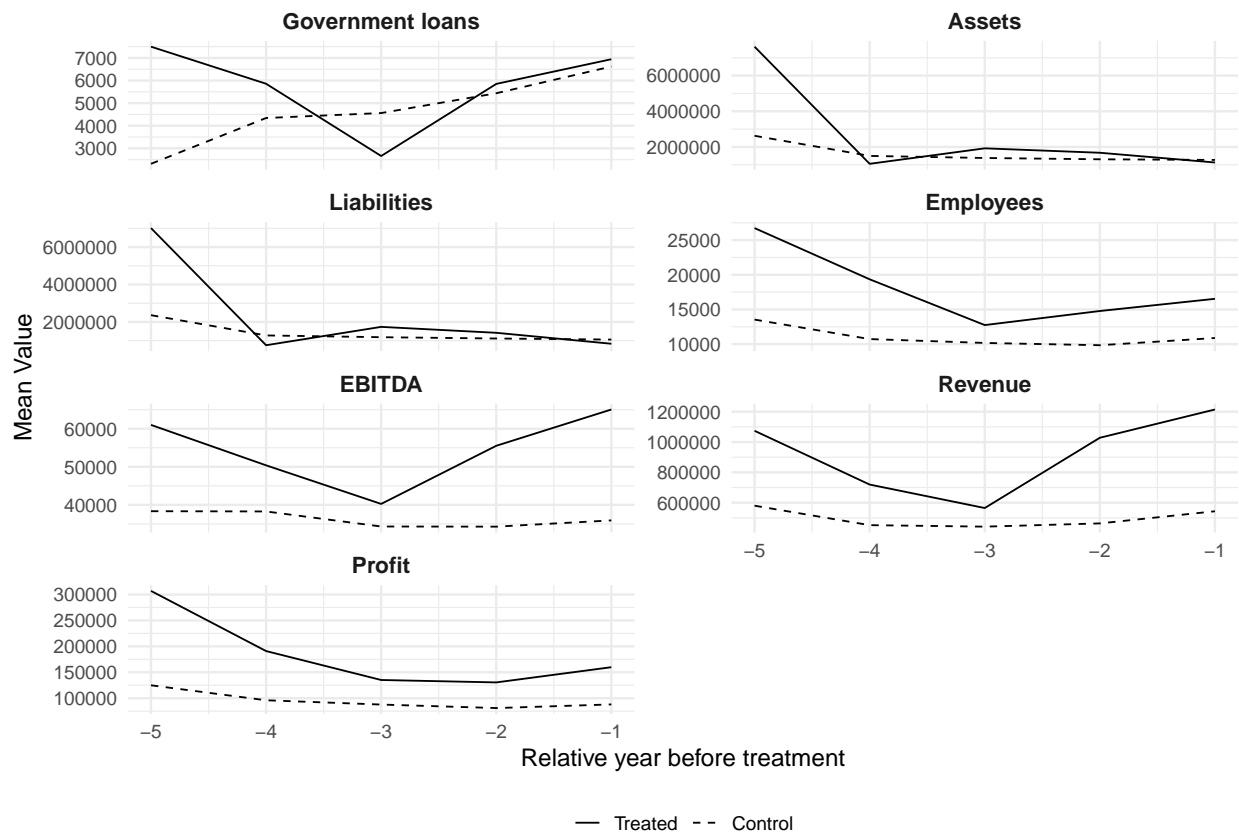 Government loans
7000
6000
5000
4000
3000
Assets
6000000
4000000
2000000
Liabilities
6000000
4000000
2000000
Employees
25000
20000
15000
10000
EBITDA
60000
50000
40000
Revenue
1200000
1000000
800000
600000
−5 −4 −3 −2 −1
Profit
300000
250000
200000
150000
100000
−5 −4 −3 −2 −1
Mean Value
Relative year before treatment
Treated Control